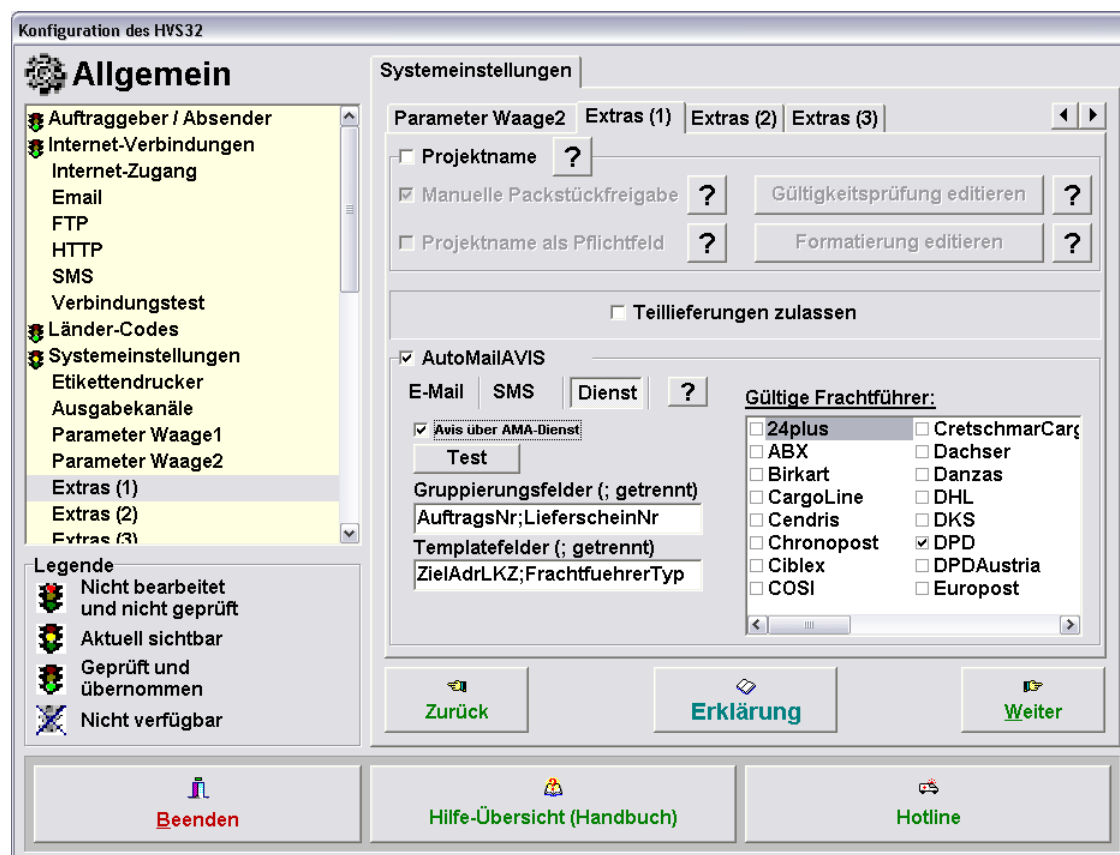 Konfiguration des HVS32
Allgemein
Auftraggeber / Absender
Internet-Verbindungen
Internet-Zugang
Email
FTP
HTTP
SMS
Verbindungstest
Länder-Codes
Systemeinstellungen
Etikettendrucker
Ausgabekanäle
Parameter Waage1
Parameter Waage2
Extras (1)
Extras (2)
Extras (3)
Legende
Nicht bearbeitet
und nicht geprüft
Aktuell sichtbar
Geprüft und
übernommen
Nicht verfügbar
Systemeinstellungen
Parameter Waage2 Extras (1) Extras (2) Extras (3)
Projektname ?
Manuelle Packstückfreigabe ? Gültigkeitsprüfung editieren ?
Projektname als Pflichtfeld ? Formatierung editieren ?
Teillieferungen zulassen
AutoMailAVIS
E-Mail SMS Dienst ?
Avis über AMA-Dienst
Test
Gruppierungsfelder (; getrennt)
AuftragsNr;LieferscheinNr
Templatefelder (; getrennt)
ZielAdrLKZ;FrachtfuehrerTyp
Gültige Frachtführer:
24plus CretschmarCarg
ABX Dachser
Birkart Danzas
CargoLine DHL
Cendris DKS
Chronopost DPD
Ciblex DPDAustria
COSI Europost
Zurück Erklärung Weiter
Beenden Hilfe-Übersicht (Handbuch) Hotline